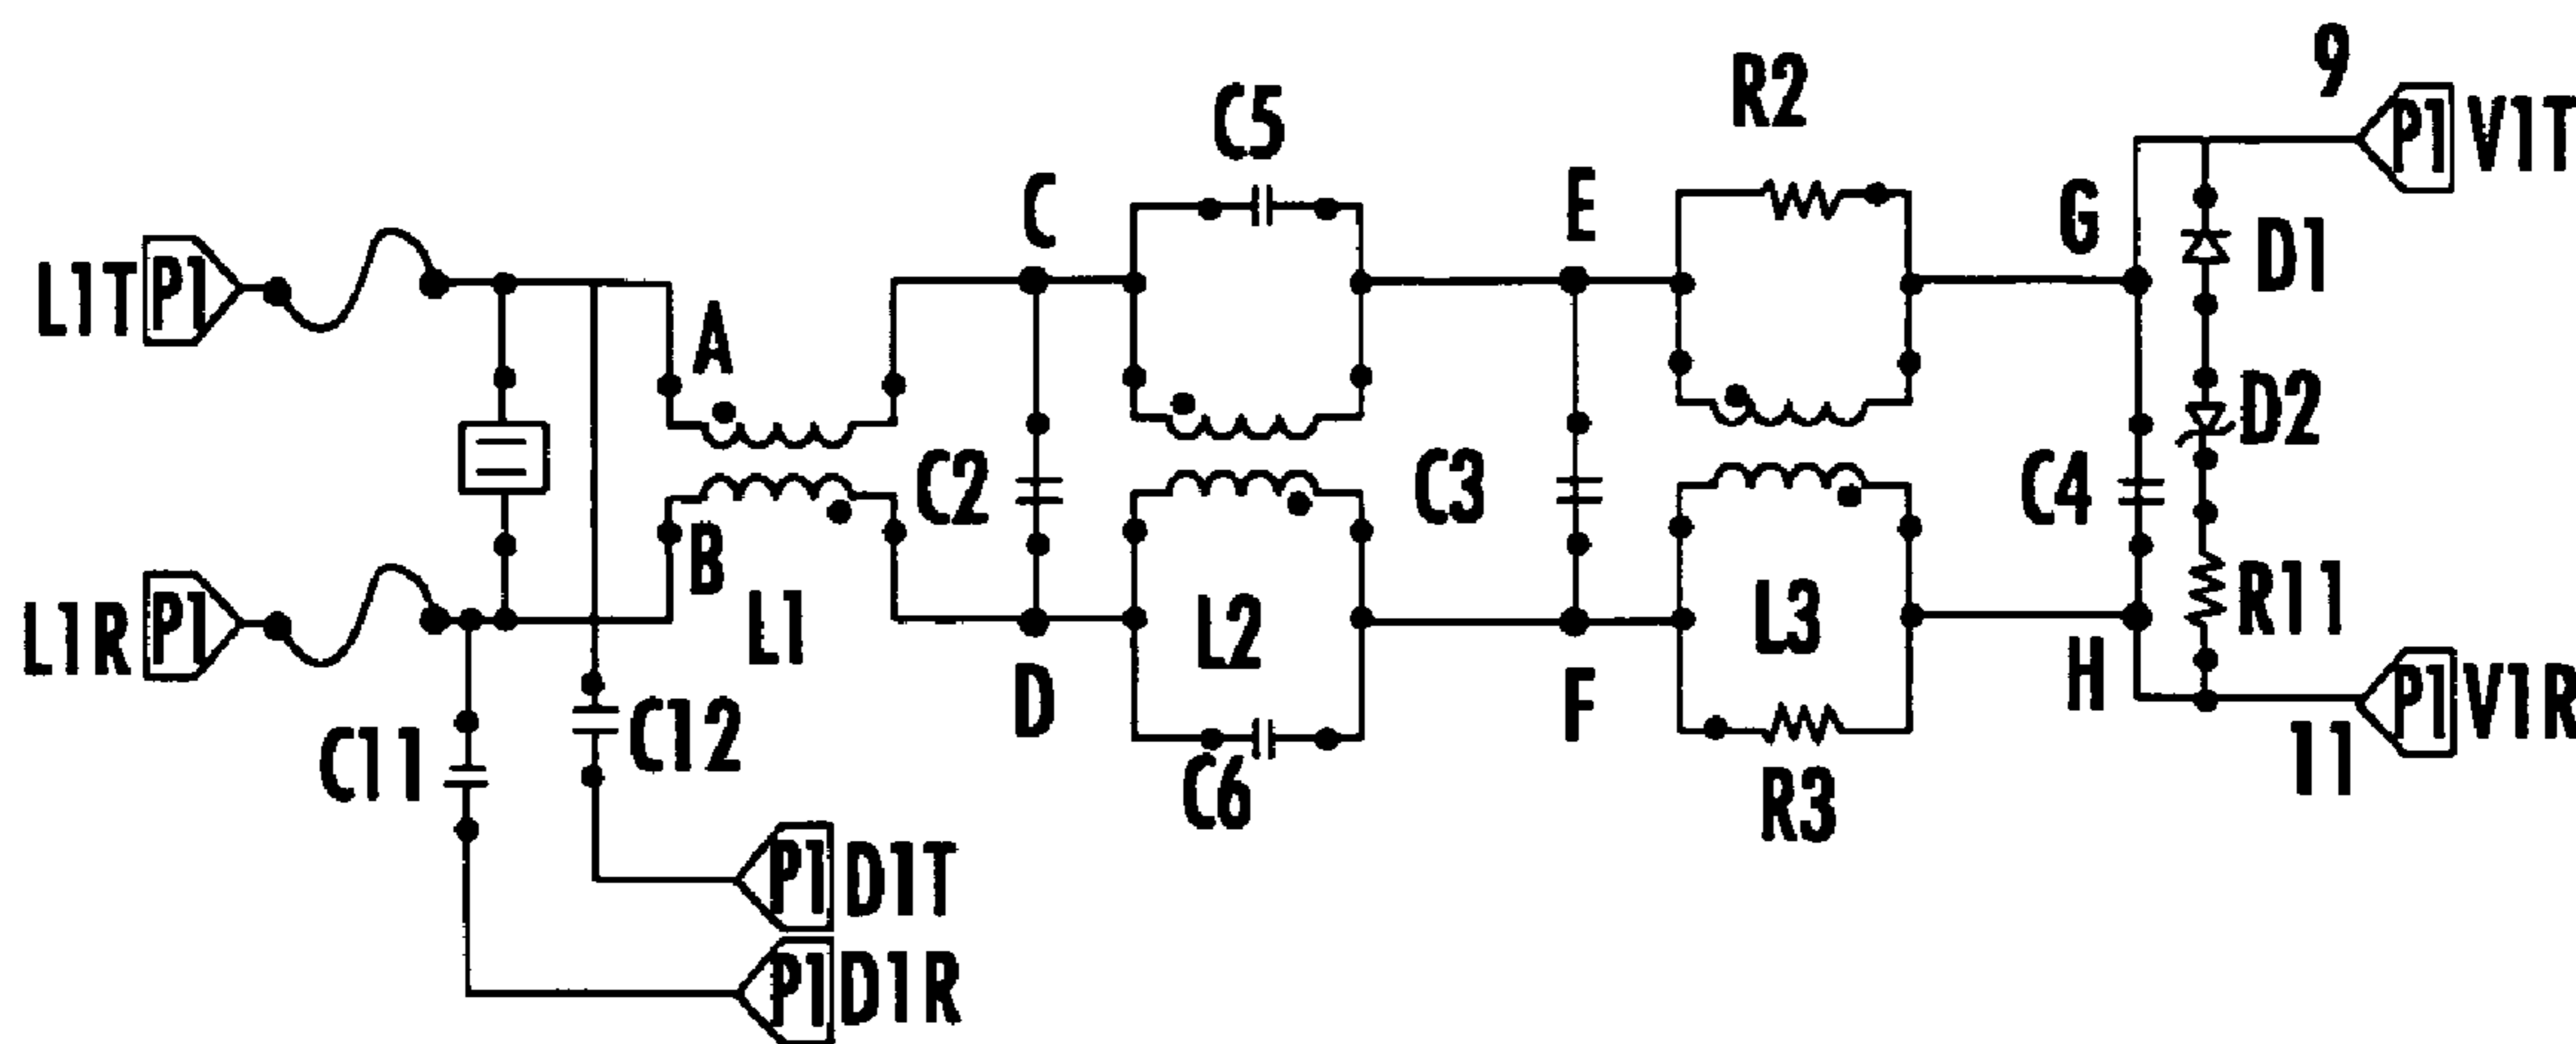 9
R2
P1 V1T
C5
C
E
G
D1
L1T P1
A
D2
C2
C3
C4
B
L1
R11
L1R P1
L2
L3
D
F
H
P1 V1R
11
C11
C12
C6
R3
P1 D1T
P1 D1R